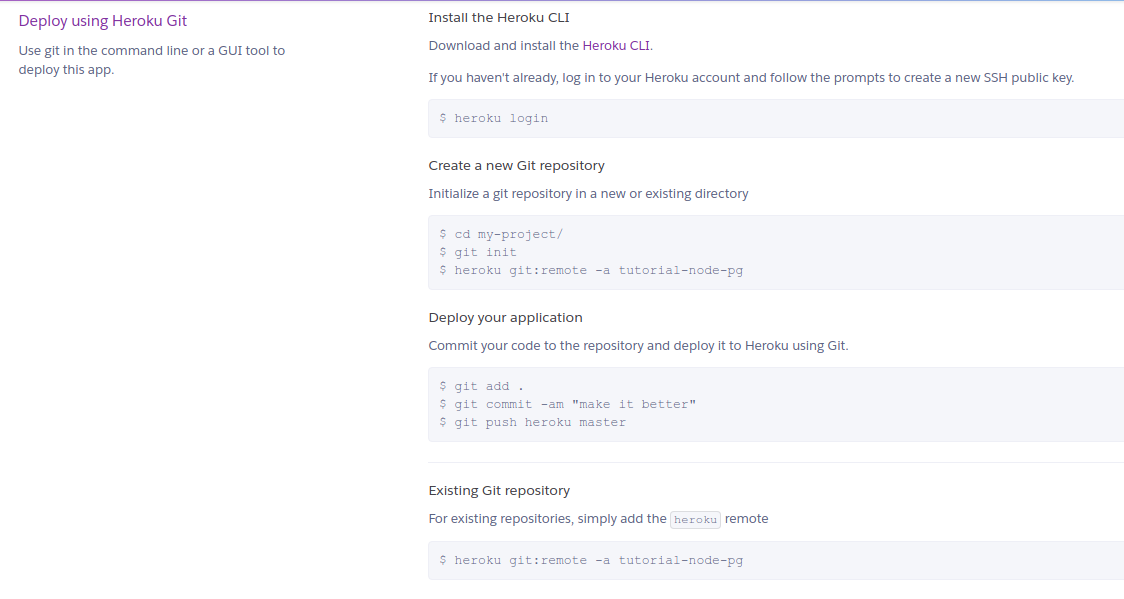 Deploy using Heroku Git
Use git in the command line or a GUI tool to
deploy this app.
Install the Heroku CLI
Download and install the Heroku CLI.
If you haven't already, log in to your Heroku account and follow the prompts to create a new SSH public key.
$ heroku login
Create a new Git repository
Initialize a git repository in a new or existing directory
$ cd my-project/
$ git init
$ heroku git:remote -a tutorial-node-pg
Deploy your application
Commit your code to the repository and deploy it to Heroku using Git.
$ git add .
$ git commit -am "make it better"
$ git push heroku master
Existing Git repository
For existing repositories, simply add the heroku remote
$ heroku git:remote -a tutorial-node-pg